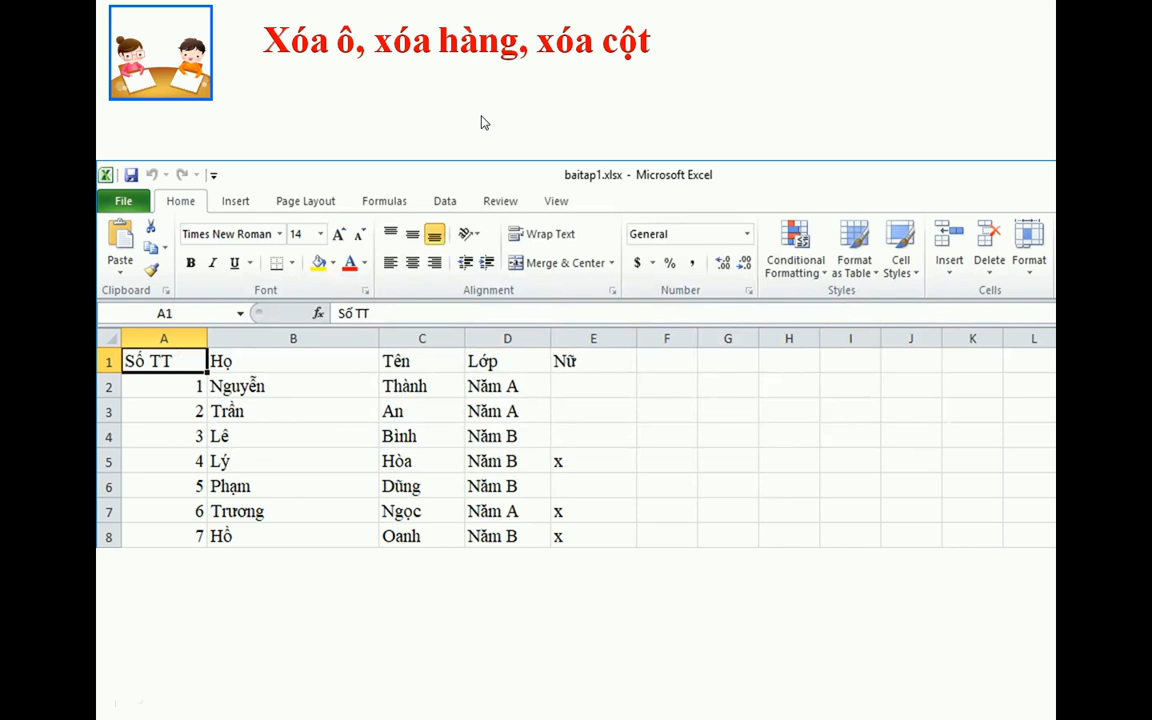 Xóa ô, xóa hàng, xóa cột
baitap1.xlsx - Microsoft Excel
File Home Insert Page Layout Formulas Data Review View
Paste Times New Roman 14 A A Wrap Text General Conditional Formatting Format as Table Cell Styles Insert Delete Format
B I U A Merge & Center $ % , .00 .0
Clipboard Font Alignment Number Styles Cells
A1 fx Số TT
A B C D E F G H I J K L
1 Số TT Họ Tên Lớp Nữ
2 1 Nguyễn Thành Năm A
3 2 Trần An Năm A
4 3 Lê Bình Năm B
5 4 Lý Hòa Năm B x
6 5 Phạm Dũng Năm B
7 6 Trương Ngọc Năm A x
8 7 Hồ Oanh Năm B x